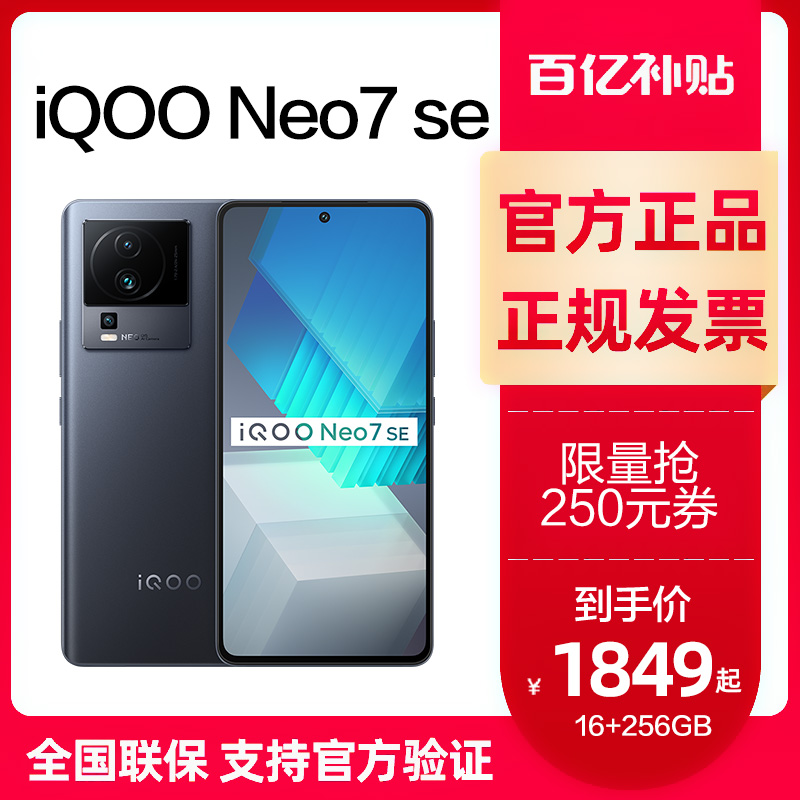 iQOO Neo7 se
百亿补贴
官方正品
正规发票
NEO
iQOO Neo7 SE
iQOO
限量抢
250元券
到手价
¥1849起
16+256GB
全国联保 支持官方验证